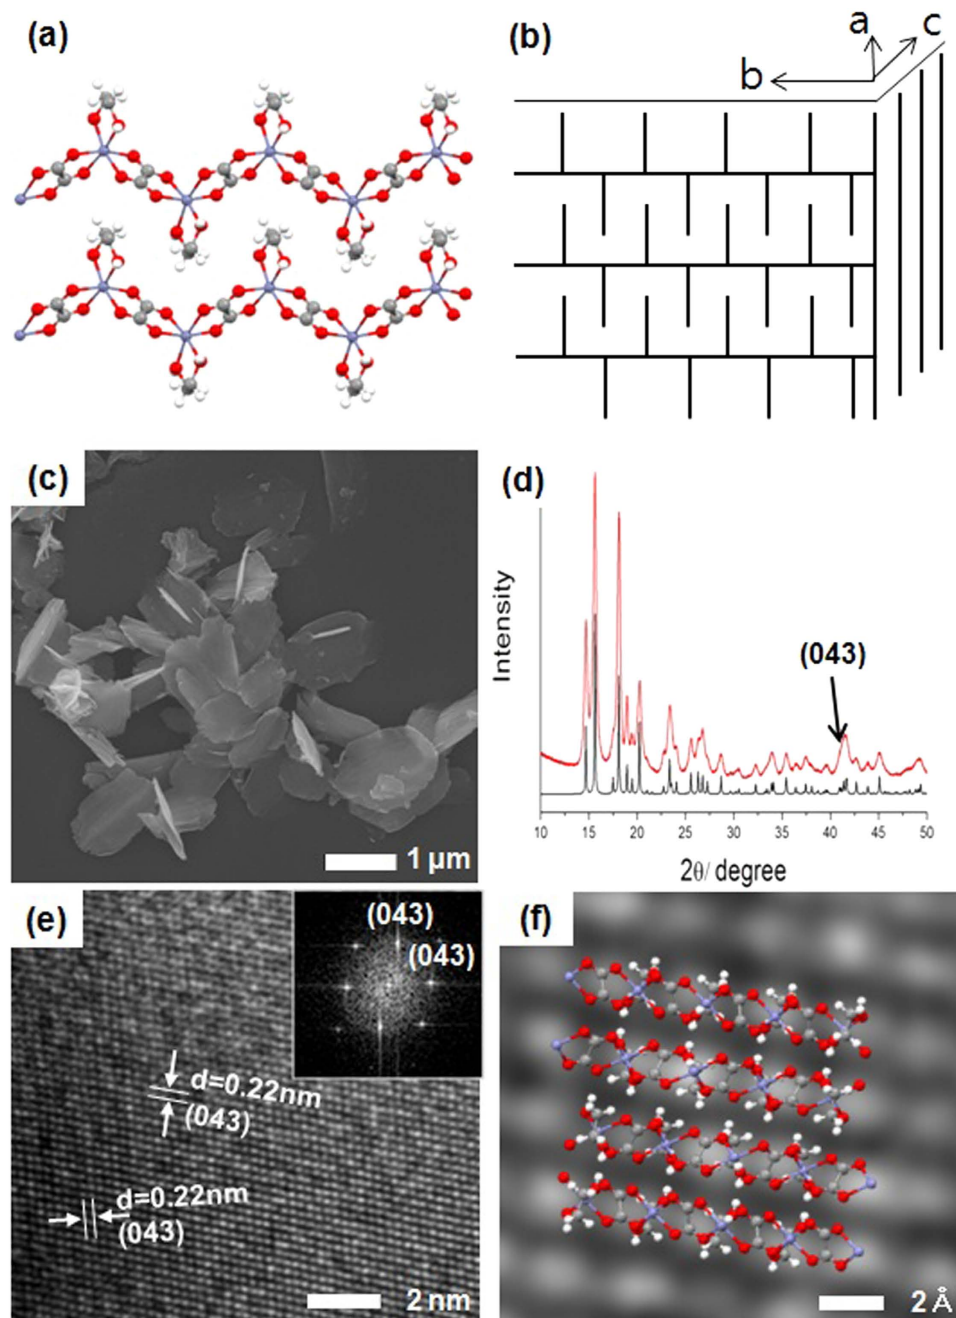 (a)
(b)
a
c
b
(c)
1 μm
(d)
Intensity
(043)
10 15 20 25 30 35 40 45 50
2θ/ degree
(e)
(043)
(043)
d=0.22nm
(043)
d=0.22nm
(043)
2 nm
(f)
2 Å